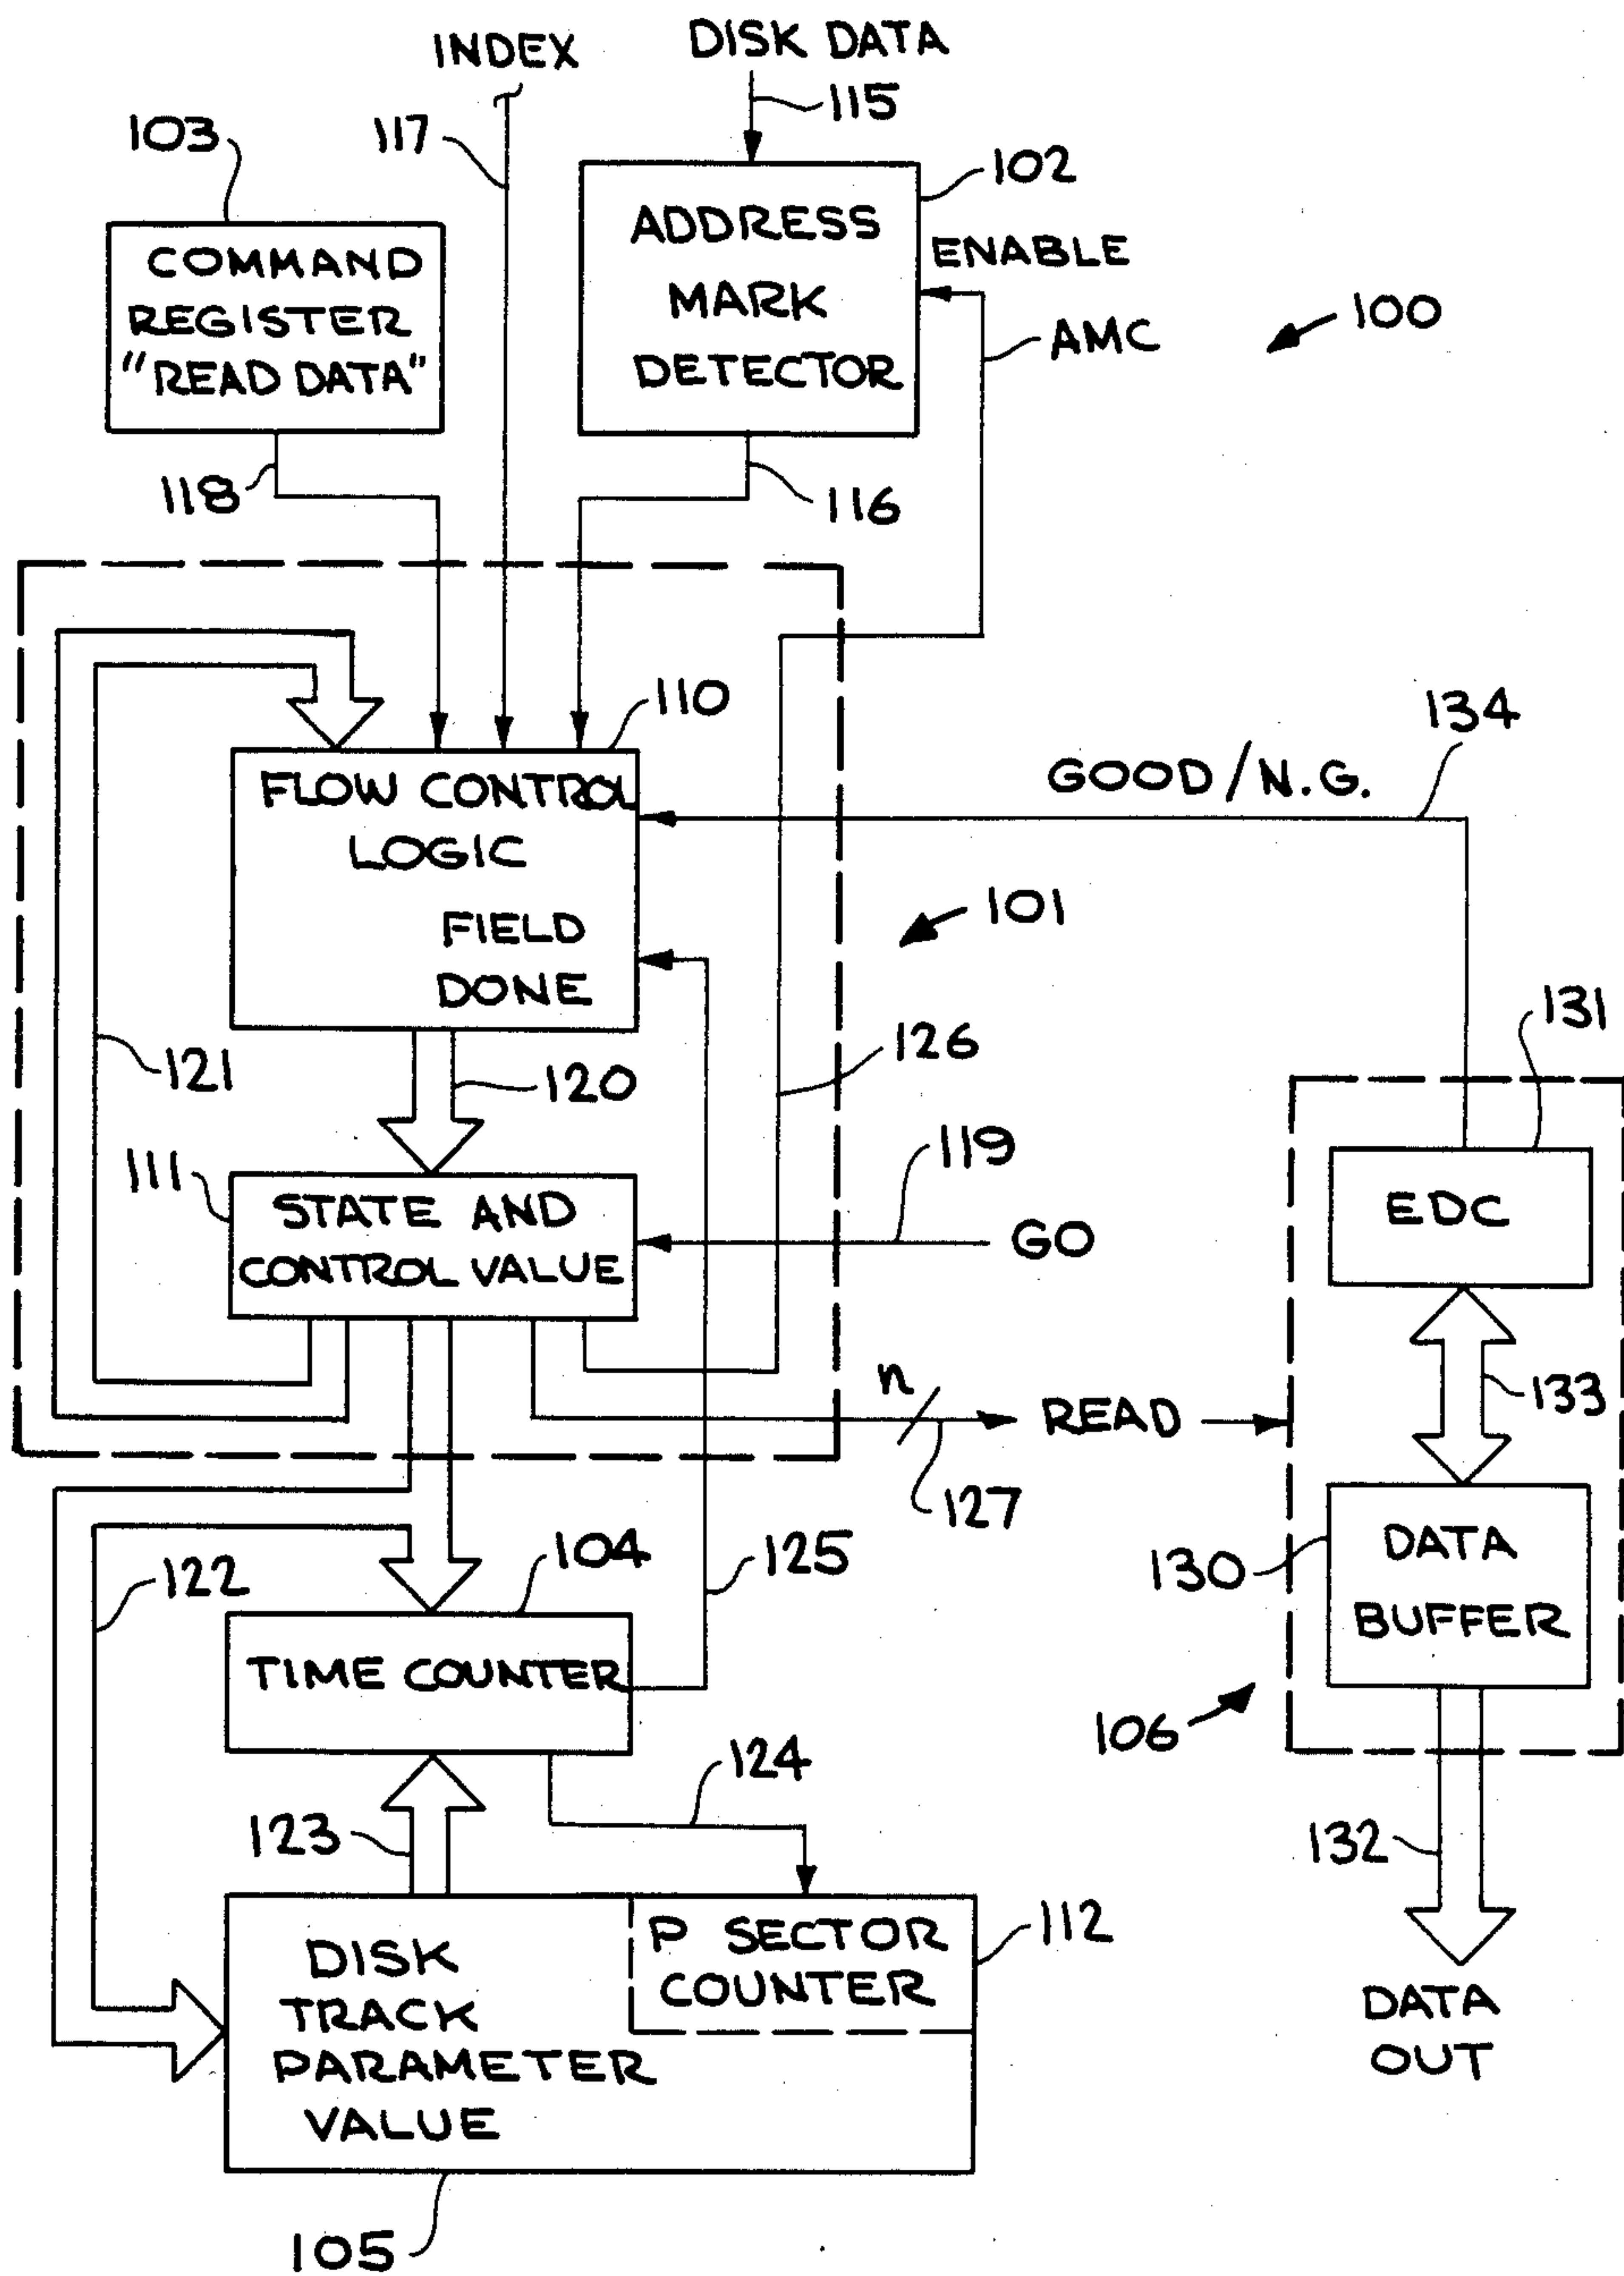 INDEX
DISK DATA
115
103
117
102
COMMAND
REGISTER
"READ DATA"
ADDRESS
MARK
DETECTOR
ENABLE
AMC
100
118
116
110
134
FLOW CONTROL
LOGIC
GOOD/N.G.
FIELD
DONE
101
121
120
126
131
111
119
STATE AND
CONTROL VALUE
GO
EDC
n
READ
133
127
122
104
125
130
DATA
BUFFER
TIME COUNTER
106
123
124
132
DISK
TRACK
PARAMETER
VALUE
P SECTOR
COUNTER
112
DATA
OUT
105